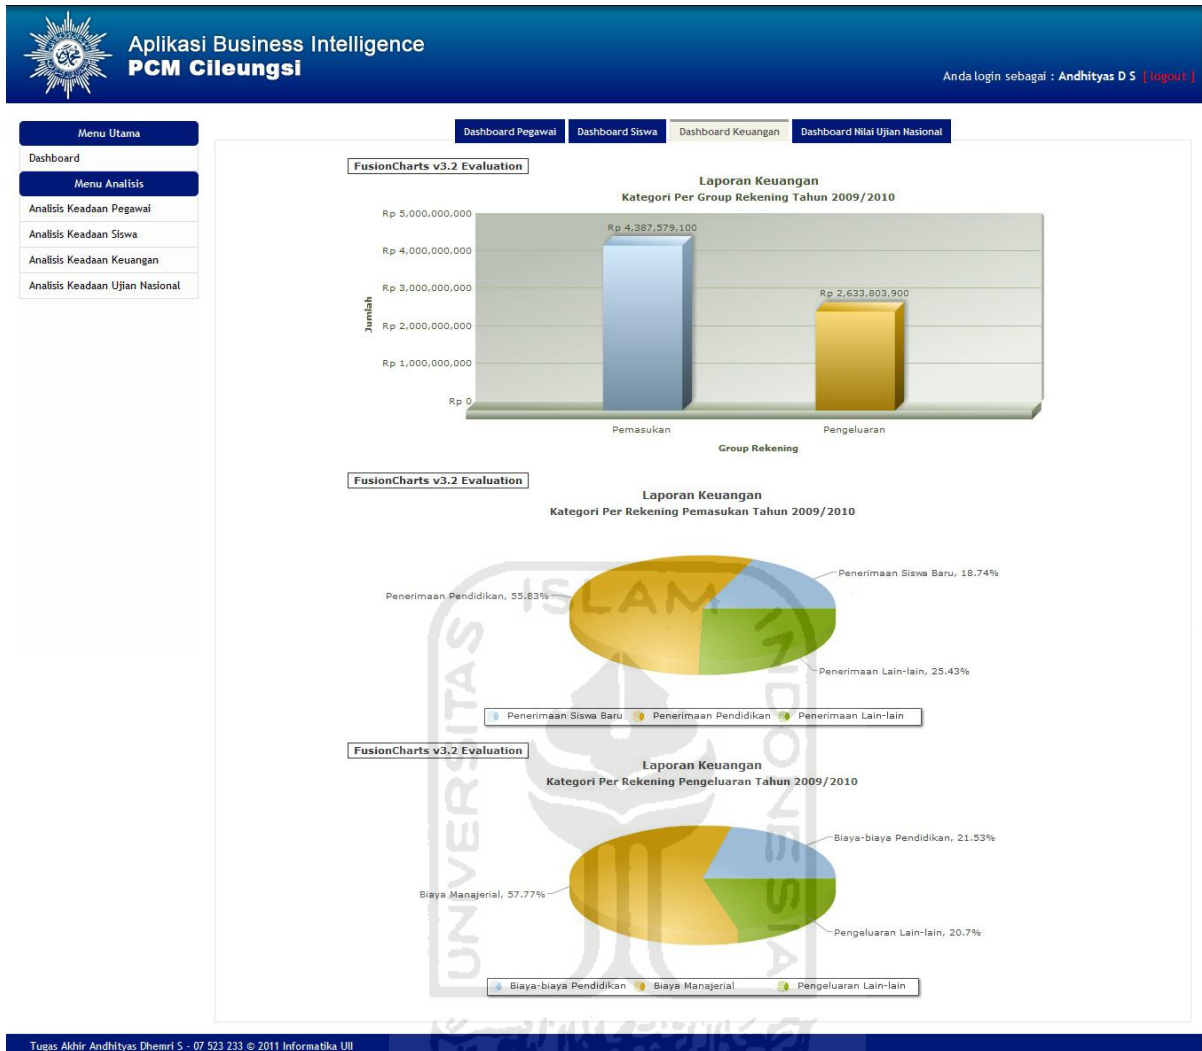 Aplikasi Business Intelligence
PCM Cileungsi
Anda login sebagai : Andhityas D S [ logout ]
Menu Utama
Dashboard
Menu Analisis
Analisis Keadaan Pegawai
Analisis Keadaan Siswa
Analisis Keadaan Keuangan
Analisis Keadaan Ujian Nasional
Dashboard Pegawai Dashboard Siswa Dashboard Keuangan Dashboard Nilai Ujian Nasional
FusionCharts v3.2 Evaluation
Laporan Keuangan
Kategori Per Group Rekening Tahun 2009/2010
Jumlah
Rp 5,000,000,000
Rp 4,000,000,000
Rp 3,000,000,000
Rp 2,000,000,000
Rp 1,000,000,000
Rp 0
Rp 4,387,579,100
Rp 2,633,803,900
Pemasukan Pengeluaran
Group Rekening
FusionCharts v3.2 Evaluation
Laporan Keuangan
Kategori Per Rekening Pemasukan Tahun 2009/2010
Penerimaan Siswa Baru, 18.74%
Penerimaan Pendidikan, 55.83%
Penerimaan Lain-lain, 25.43%
Penerimaan Siswa Baru Penerimaan Pendidikan Penerimaan Lain-lain
FusionCharts v3.2 Evaluation
Laporan Keuangan
Kategori Per Rekening Pengeluaran Tahun 2009/2010
Biaya-biaya Pendidikan, 21.53%
Biaya Manajerial, 57.77%
Pengeluaran Lain-lain, 20.7%
Biaya-biaya Pendidikan Biaya Manajerial Pengeluaran Lain-lain
UNIVERSITAS ISLAM INDONESIA
Tugas Akhir Andhityas Dhemri S - 07 523 233 © 2011 Informatika UII